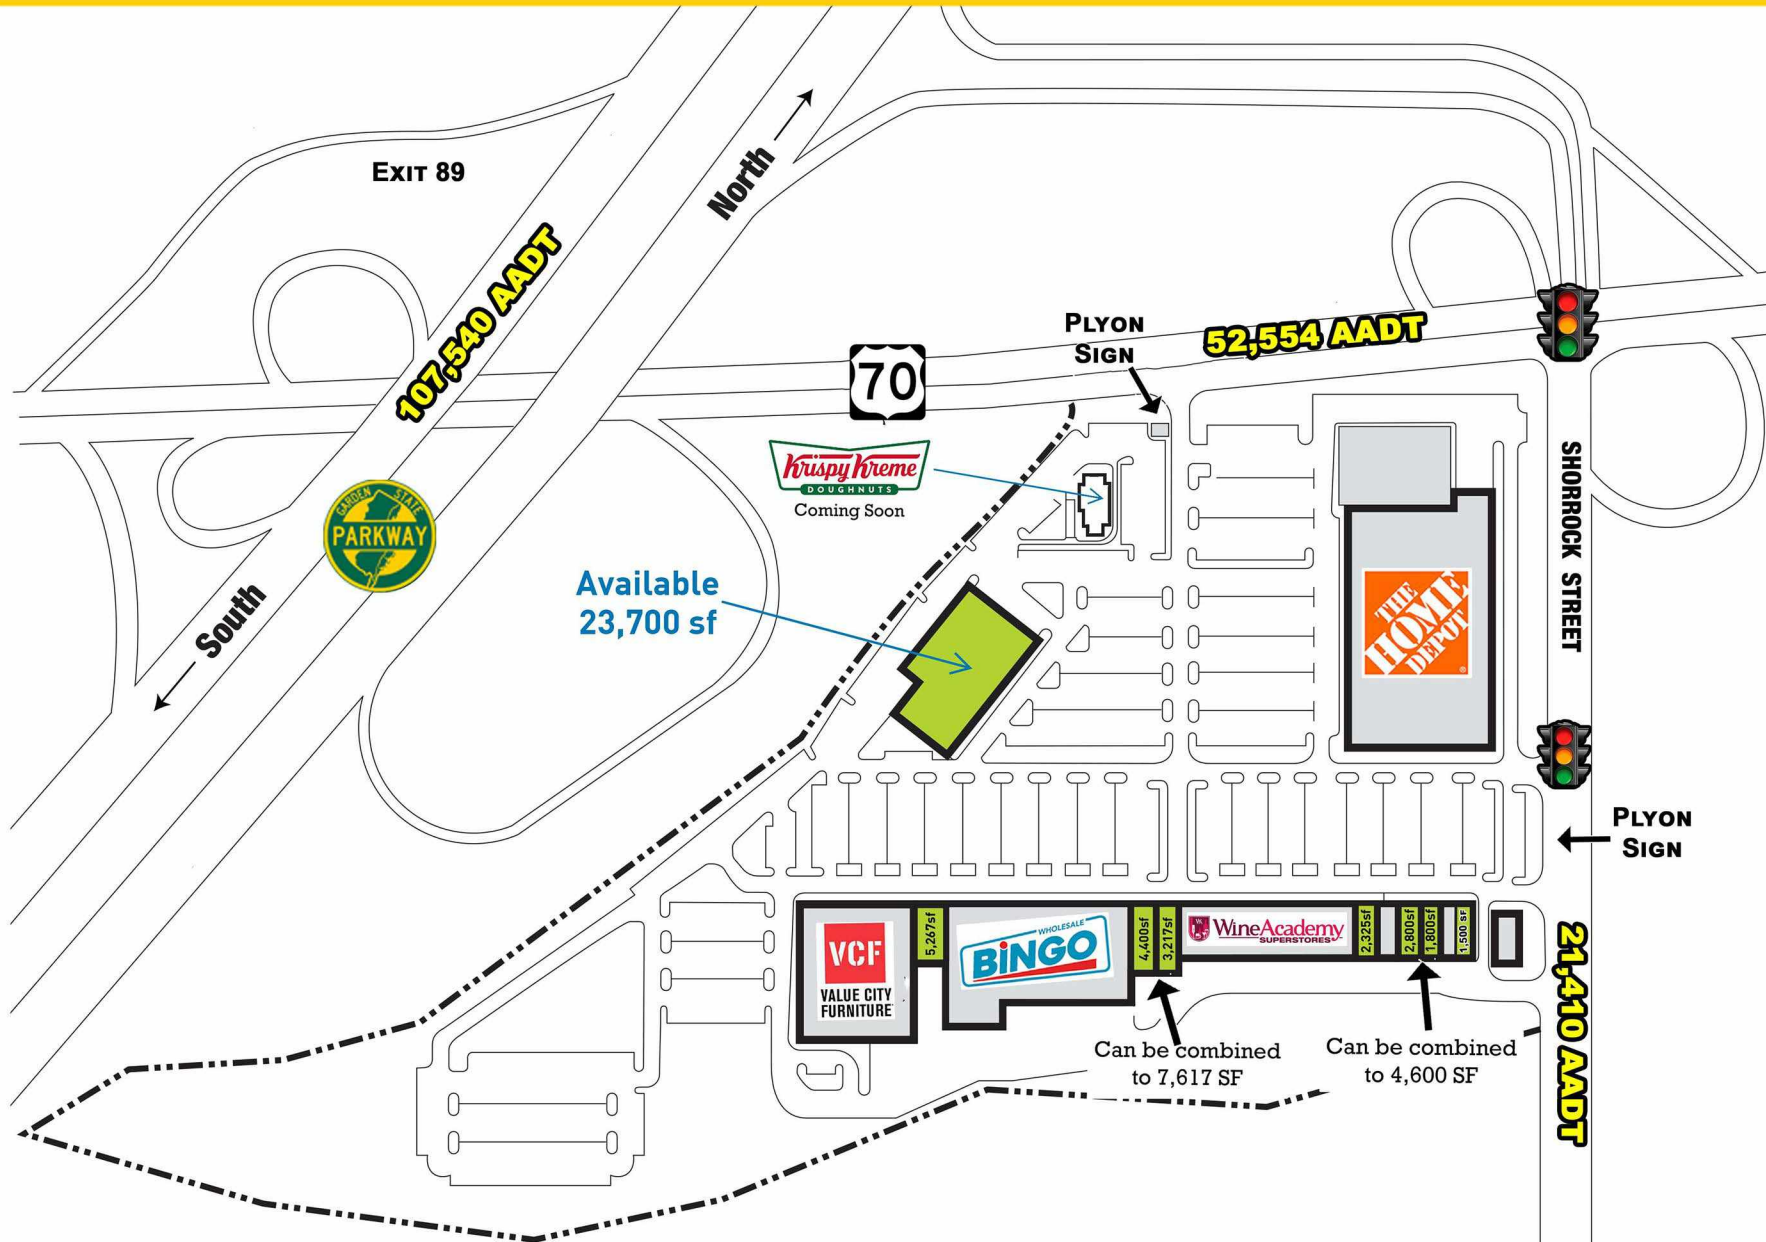 EXIT 89
North
107,540 AADT
PLYON
SIGN
52,554 AADT
70
Krispy Kreme
DOUGHNUTS
Coming Soon
GARDEN STATE
PARKWAY
South
Available
23,700 sf
THE
HOME
DEPOT
SHORROCK STREET
PLYON
SIGN
VCF
VALUE CITY
FURNITURE
5,267sf
WHOLESALE
BiNGO
4,400sf
3,217sf
WineAcademy
SUPERSTORES
2,325sf
2,800sf
1,800sf
1,500 SF
21,410 AADT
Can be combined
to 7,617 SF
Can be combined
to 4,600 SF